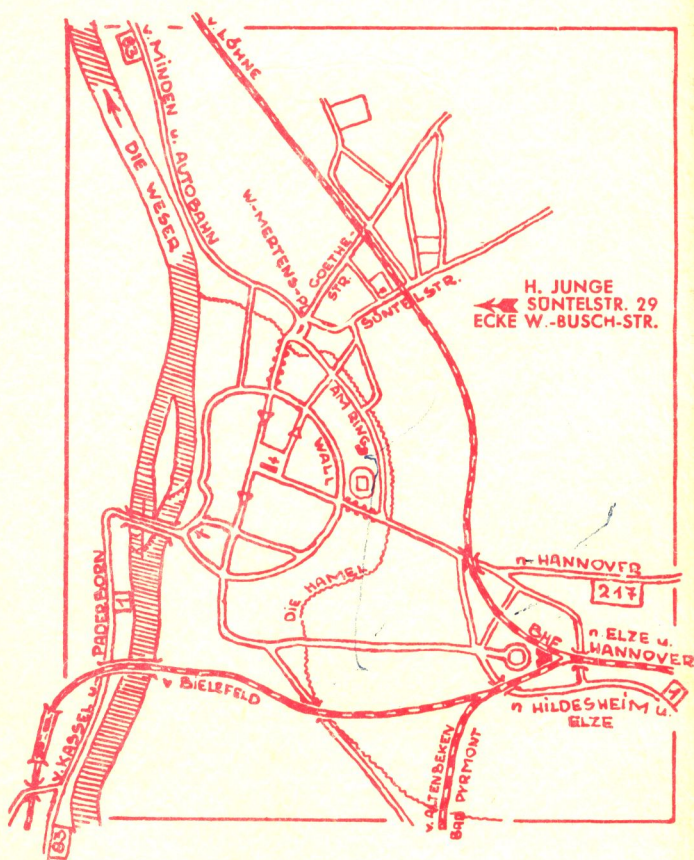 v. LÖHNE
83
v. MINDEN u. AUTOBAHN
DIE WESER
W.-MERTENS-PL.
GOETHE-
STR.
SÜNTELSTR.
H. JUNGE
SÜNTELSTR. 29
ECKE W.-BUSCH-STR.
AM RING
WALL
DIE HAMEL
n HANNOVER
217
PADERBORN
1
BHF
n ELZE u.
HANNOVER
v BIELEFELD
1
n HILDESHEIM u.
ELZE
v. KASSEL u.
v. ALTENBEKEN
BAD PYRMONT
83